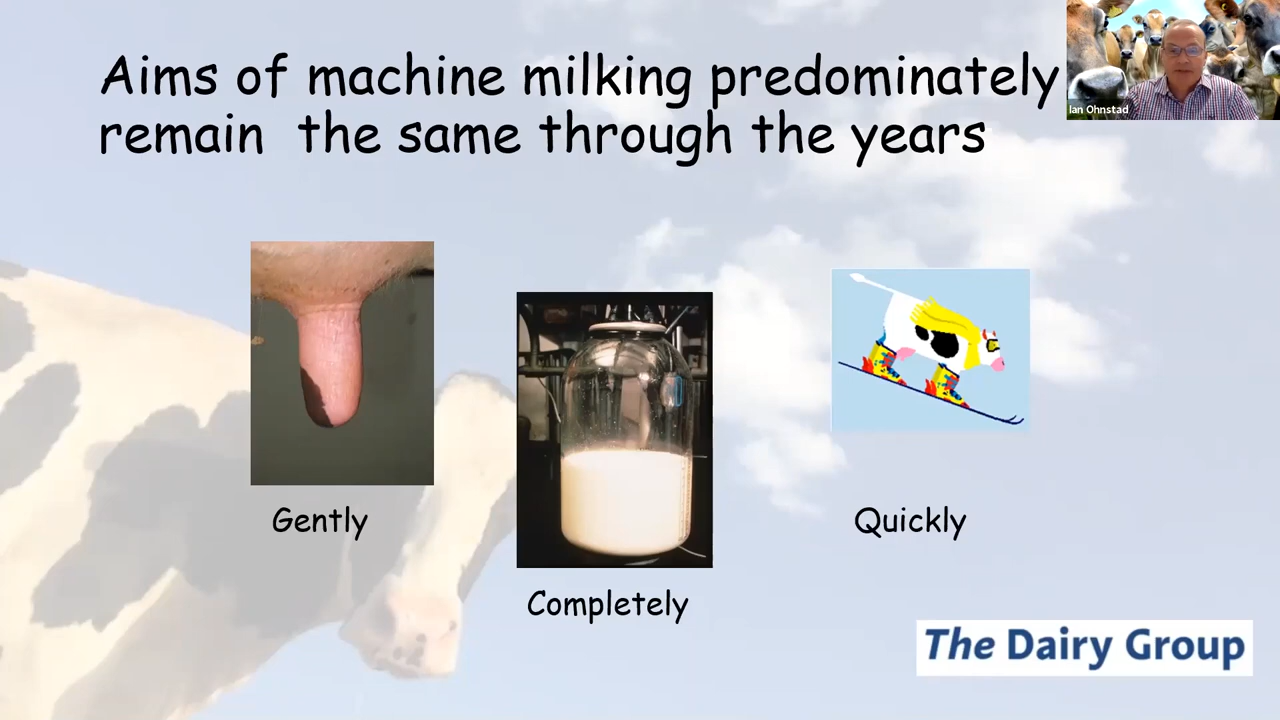 Aims of machine milking predominately
remain the same through the years
Ian Ohnstad
Gently
Completely
Quickly
The Dairy Group